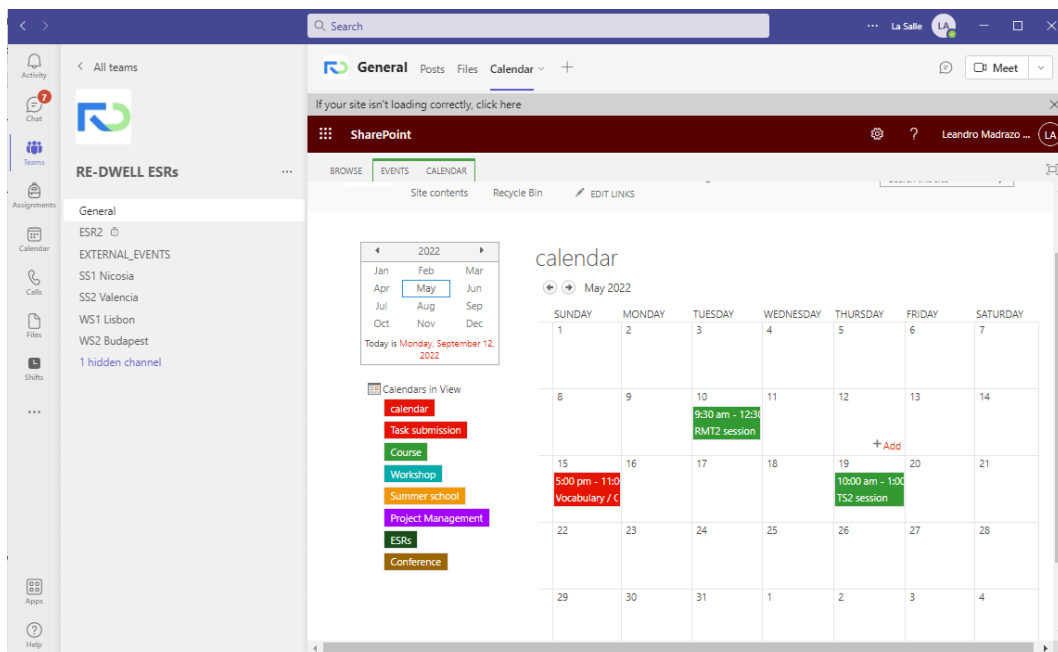 Search
La Salle
LA
Activity
7
Chat
Teams
Assignments
Calendar
Calls
Files
Shifts
Apps
Help
All teams
RE-DWELL ESRs
General
ESR2
EXTERNAL_EVENTS
SS1 Nicosia
SS2 Valencia
WS1 Lisbon
WS2 Budapest
1 hidden channel
General Posts Files Calendar
Meet
If your site isn't loading correctly, click here
SharePoint
? Leandro Madrazo ... LA
BROWSE EVENTS CALENDAR
Site contents Recycle Bin EDIT LINKS
2022
Jan Feb Mar
Apr May Jun
Jul Aug Sep
Oct Nov Dec
Today is Monday, September 12,
2022
Calendars in View
calendar
Task submission
Course
Workshop
Summer school
Project Management
ESRs
Conference
calendar
May 2022
SUNDAY MONDAY TUESDAY WEDNESDAY THURSDAY FRIDAY SATURDAY
1 2 3 4 5 6 7
8 9 10 11 12 13 14
9:30 am - 12:30
RMT2 session
Add
15 16 17 18 19 20 21
5:00 pm - 11:0 10:00 am - 1:00
Vocabulary / C TS2 session
22 23 24 25 26 27 28
29 30 31 1 2 3 4